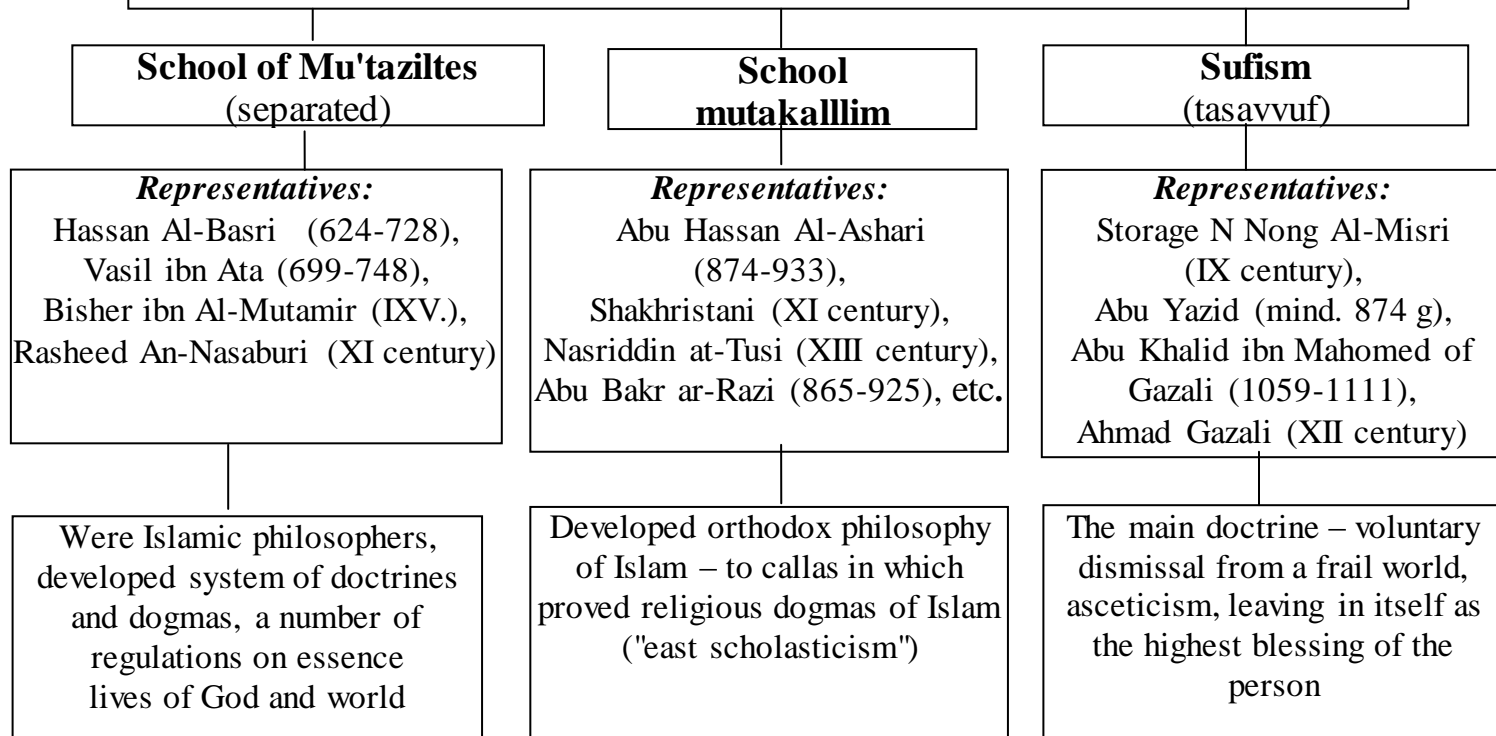 School of Mu'taziltes
(separated)
Representatives:
Hassan Al-Basri (624-728),
Vasil ibn Ata (699-748),
Bisher ibn Al-Mutamir (IXV.),
Rasheed An-Nasaburi (XI century)
Were Islamic philosophers,
developed system of doctrines
and dogmas, a number of
regulations on essence
lives of God and world
School
mutakalllim
Representatives:
Abu Hassan Al-Ashari
(874-933),
Shakhristani (XI century),
Nasriddin at-Tusi (XIII century),
Abu Bakr ar-Razi (865-925), etc.
Developed orthodox philosophy
of Islam – to callas in which
proved religious dogmas of Islam
("east scholasticism")
Sufism
(tasavvuf)
Representatives:
Storage N Nong Al-Misri
(IX century),
Abu Yazid (mind. 874 g),
Abu Khalid ibn Mahomed of
Gazali (1059-1111),
Ahmad Gazali (XII century)
The main doctrine – voluntary
dismissal from a frail world,
asceticism, leaving in itself as
the highest blessing of the
person